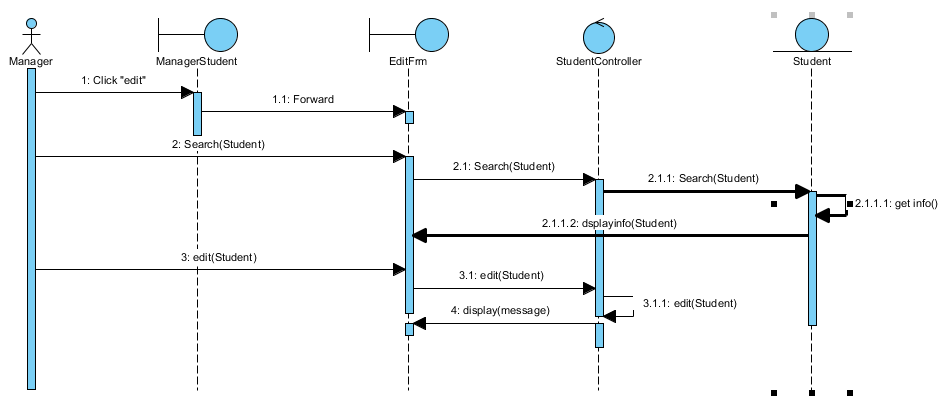 Manager
ManagerStudent
EditFrm
StudentController
Student
1: Click "edit"
1.1: Forward
2: Search(Student)
2.1: Search(Student)
2.1.1: Search(Student)
2.1.1.1: get info()
2.1.1.2: dsplayinfo(Student)
3: edit(Student)
3.1: edit(Student)
3.1.1: edit(Student)
4: display(message)